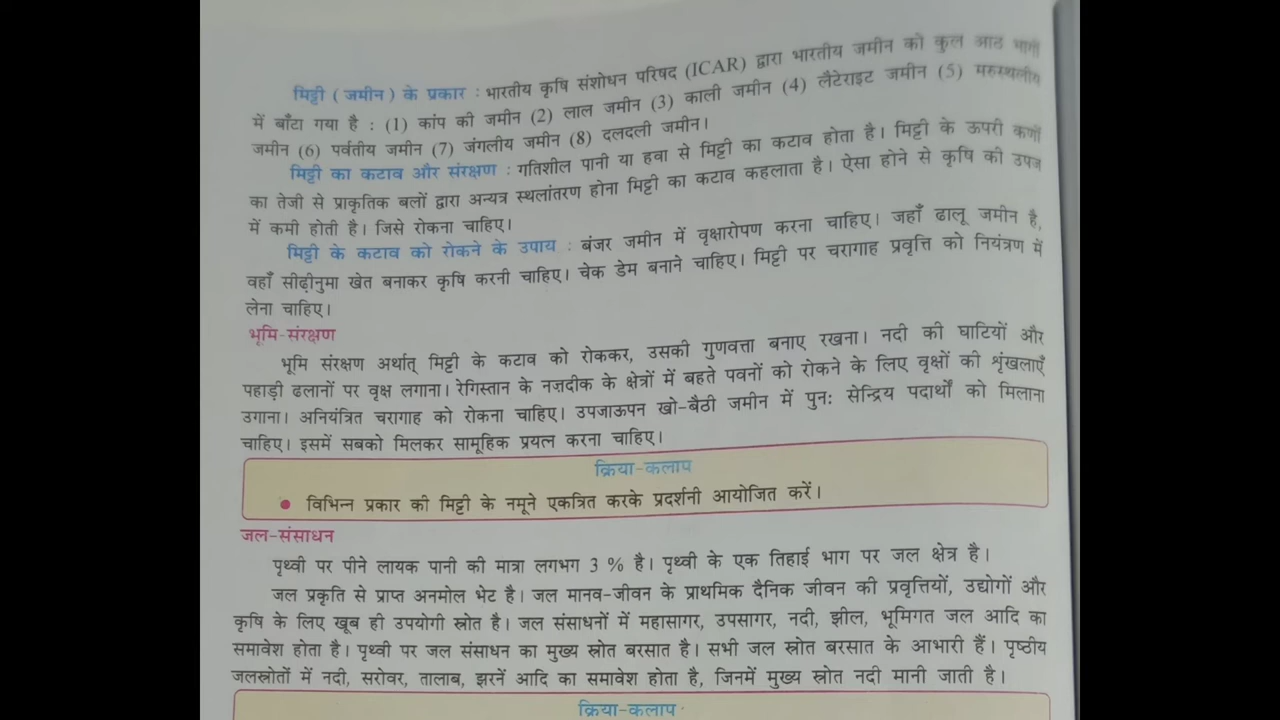 मिट्टी (जमीन) के प्रकार : भारतीय कृषि संशोधन परिषद (ICAR) द्वारा भारतीय जमीन को कुल आठ भागों
में बाँटा गया है : (1) कांप की जमीन (2) लाल जमीन (3) काली जमीन (4) लैटेराइट जमीन (5) मरुस्थलीय
जमीन (6) पर्वतीय जमीन (7) जंगलीय जमीन (8) दलदली जमीन।
मिट्टी का कटाव और संरक्षण : गतिशील पानी या हवा से मिट्टी का कटाव होता है। मिट्टी के ऊपरी कणों
का तेजी से प्राकृतिक बलों द्वारा अन्यत्र स्थलांतरण होना मिट्टी का कटाव कहलाता है। ऐसा होने से कृषि की उपज
में कमी होती है। जिसे रोकना चाहिए।
मिट्टी के कटाव को रोकने के उपाय : बंजर जमीन में वृक्षारोपण करना चाहिए। जहाँ ढालू जमीन है,
वहाँ सीढ़ीनुमा खेत बनाकर कृषि करनी चाहिए। चेक डेम बनाने चाहिए। मिट्टी पर चरागाह प्रवृत्ति को नियंत्रण में
लेना चाहिए।
भूमि-संरक्षण
भूमि संरक्षण अर्थात् मिट्टी के कटाव को रोककर, उसकी गुणवत्ता बनाए रखना। नदी की घाटियों और
पहाड़ी ढलानों पर वृक्ष लगाना। रेगिस्तान के नज़दीक के क्षेत्रों में बहते पवनों को रोकने के लिए वृक्षों की शृंखलाएँ
उगाना। अनियंत्रित चरागाह को रोकना चाहिए। उपजाऊपन खो-बैठी जमीन में पुनः सेन्द्रिय पदार्थों को मिलाना
चाहिए। इसमें सबको मिलकर सामूहिक प्रयत्न करना चाहिए।
क्रिया-कलाप
• विभिन्न प्रकार की मिट्टी के नमूने एकत्रित करके प्रदर्शनी आयोजित करें।
जल-संसाधन
पृथ्वी पर पीने लायक पानी की मात्रा लगभग 3 % है। पृथ्वी के एक तिहाई भाग पर जल क्षेत्र है।
जल प्रकृति से प्राप्त अनमोल भेट है। जल मानव-जीवन के प्राथमिक दैनिक जीवन की प्रवृत्तियों, उद्योगों और
कृषि के लिए खूब ही उपयोगी स्रोत है। जल संसाधनों में महासागर, उपसागर, नदी, झील, भूमिगत जल आदि का
समावेश होता है। पृथ्वी पर जल संसाधन का मुख्य स्रोत बरसात है। सभी जल स्रोत बरसात के आभारी हैं। पृष्ठीय
जलस्रोतों में नदी, सरोवर, तालाब, झरनें आदि का समावेश होता है, जिनमें मुख्य स्रोत नदी मानी जाती है।
क्रिया-कलाप